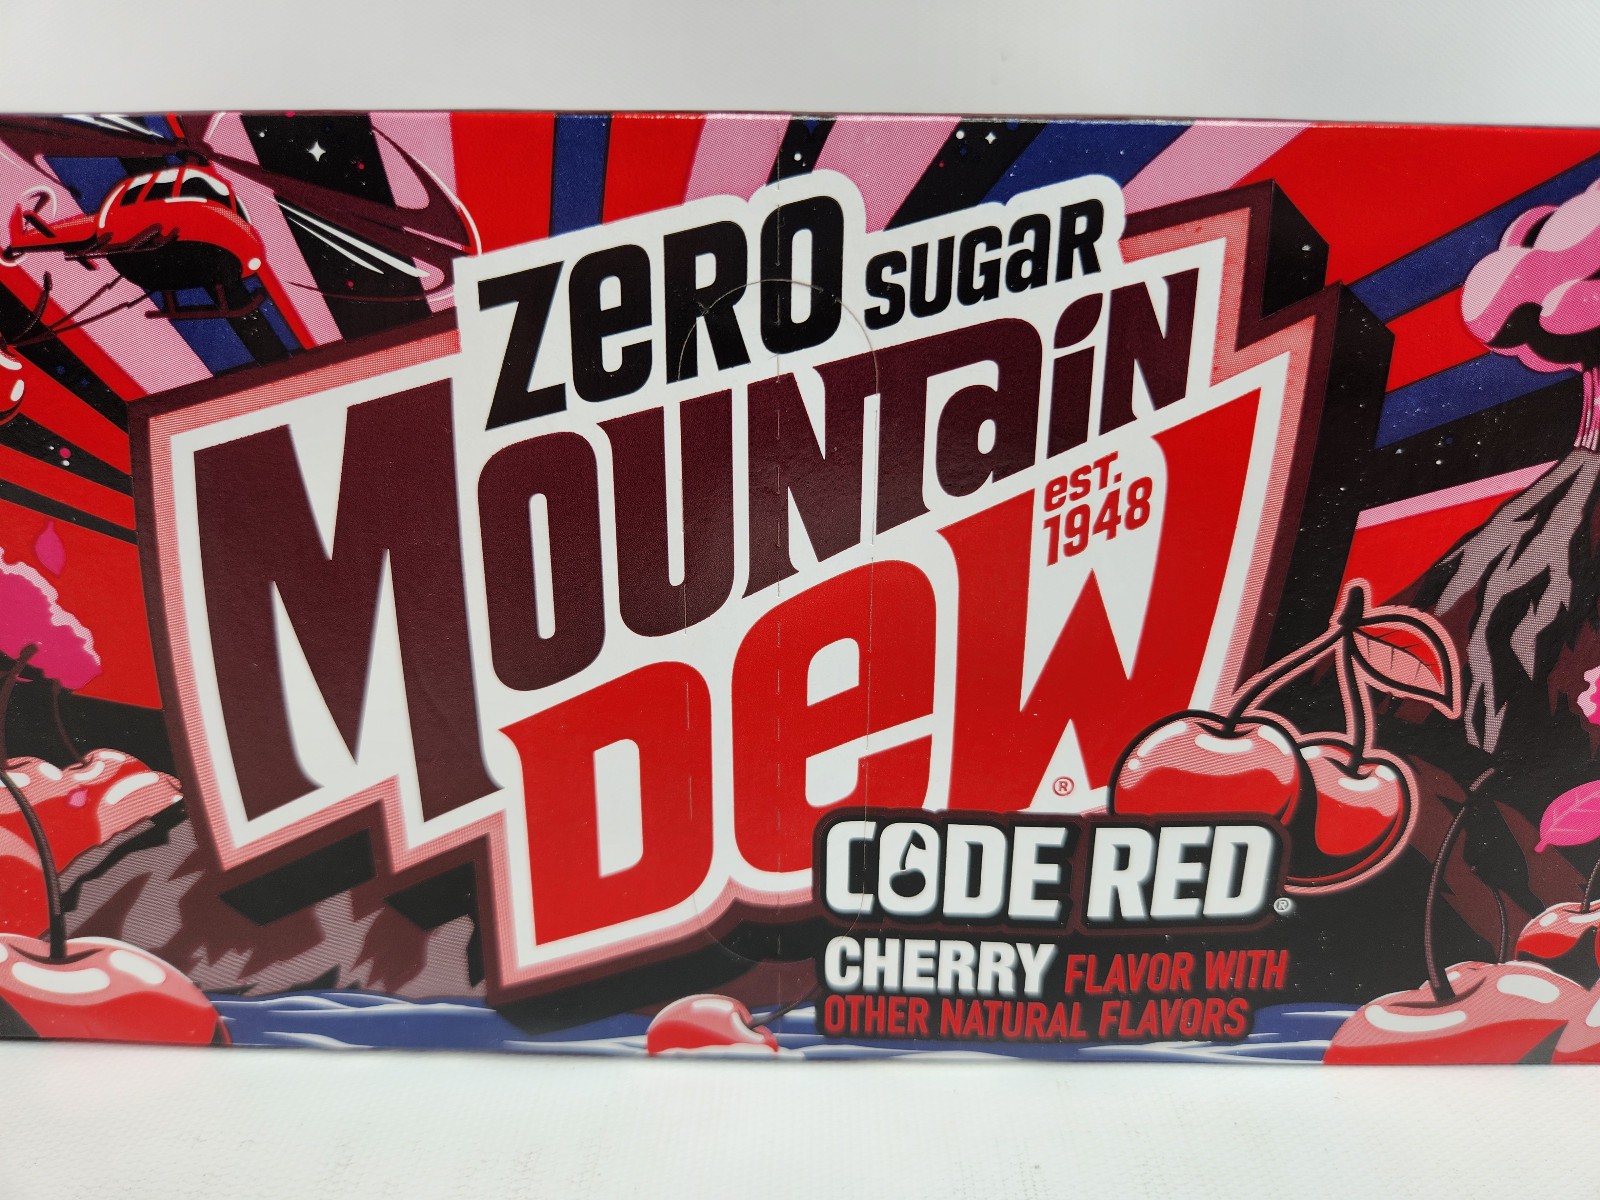 ZERO SUGAR
MOUNTAIN
DEW
est.
1948
®
CODE RED®
CHERRY FLAVOR WITH
OTHER NATURAL FLAVORS